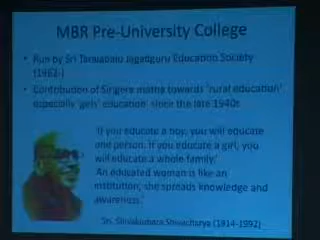 MBR Pre-University College
• Run by Sri Taralabalu Jagadguru Education Society
(1962-)
• Contribution of Sirigere matha towards 'rural education'
especially 'girls' education' since the late 1940s
'If you educate a boy, you will educate
one person. If you educate a girl, you
will educate a whole family.'
'An educated woman is like an
institution; she spreads knowledge and
awareness.'
Sri. Shivakumara Shivacharya (1914-1992)